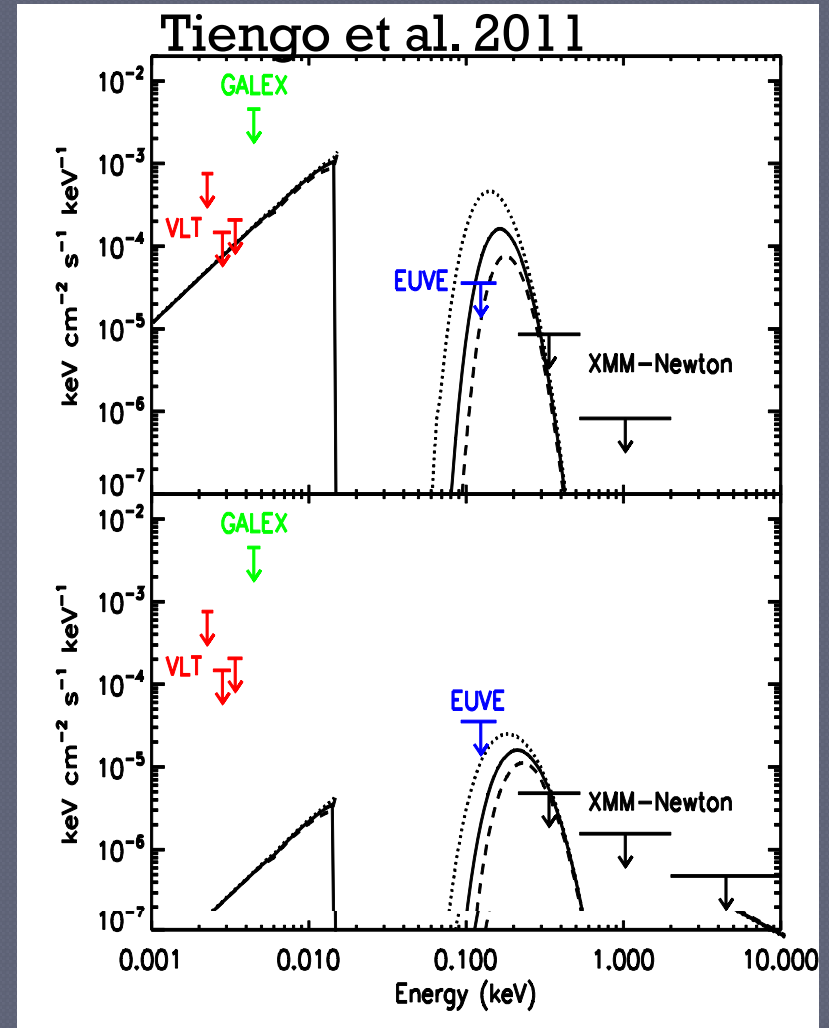 Tiengo et al. 2011
10⁻²
GALEX
10⁻³
VLT
10⁻⁴
EUVE
10⁻⁵
XMM-Newton
10⁻⁶
10⁻⁷
keV cm⁻² s⁻¹ keV⁻¹
10⁻²
GALEX
10⁻³
VLT
10⁻⁴
EUVE
10⁻⁵
XMM-Newton
10⁻⁶
10⁻⁷
keV cm⁻² s⁻¹ keV⁻¹
0.001 0.010 0.100 1.000 10.000
Energy (keV)